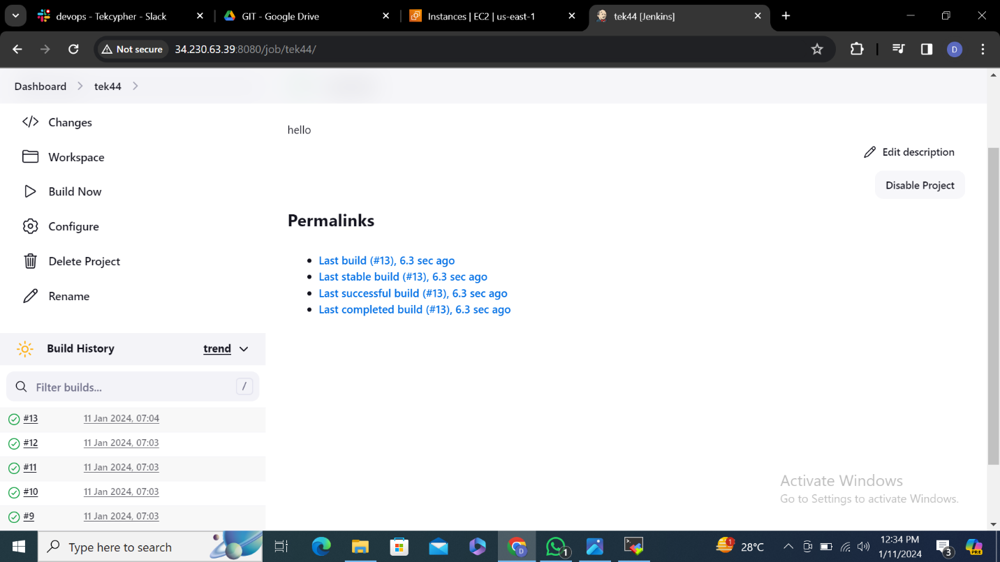 devops - Tekcypher - Slack
GIT - Google Drive
Instances | EC2 | us-east-1
tek44 [Jenkins]
Not secure
34.230.63.39:8080/job/tek44/
D
Dashboard
tek44
Changes
Workspace
Build Now
Configure
Delete Project
Rename
Build History
trend
Filter builds...
/
#13
11 Jan 2024, 07:04
#12
11 Jan 2024, 07:03
#11
11 Jan 2024, 07:03
#10
11 Jan 2024, 07:03
#9
11 Jan 2024, 07:03
hello
Edit description
Disable Project
Permalinks
Last build (#13), 6.3 sec ago
Last stable build (#13), 6.3 sec ago
Last successful build (#13), 6.3 sec ago
Last completed build (#13), 6.3 sec ago
Activate Windows
Go to Settings to activate Windows.
Type here to search
D
1
1
28°C
12:34 PM
1/11/2024
3
PRE